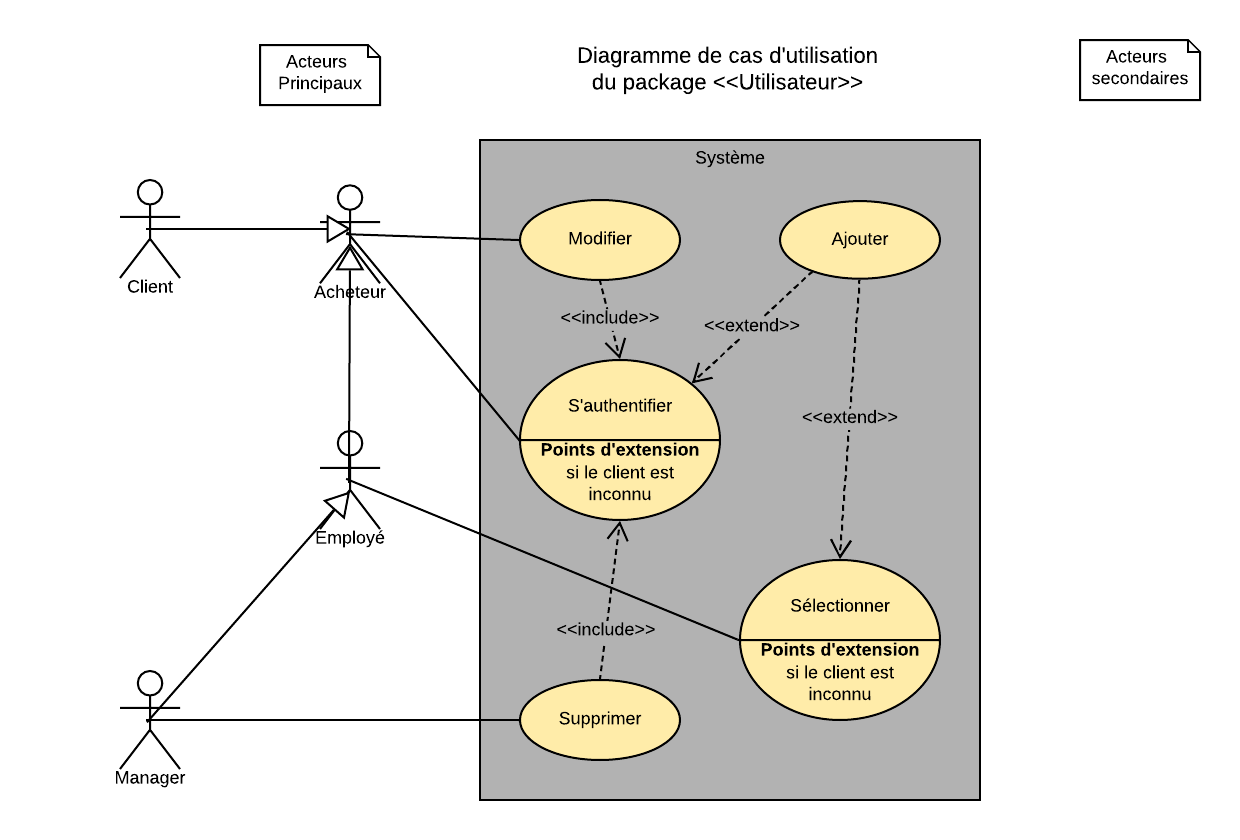 Acteurs
Principaux
Diagramme de cas d'utilisation
du package <<Utilisateur>>
Acteurs
secondaires
Système
Client
Acheteur
Modifier
Ajouter
<<include>>
<<extend>>
S'authentifier
Points d'extension
si le client est
inconnu
<<extend>>
Employé
Sélectionner
Points d'extension
si le client est
inconnu
<<include>>
Supprimer
Manager